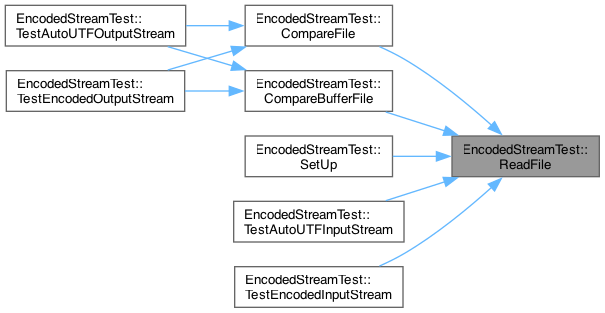 EncodedStreamTest::
TestAutoUTFOutputStream
EncodedStreamTest::
CompareFile
EncodedStreamTest::
TestEncodedOutputStream
EncodedStreamTest::
CompareBufferFile
EncodedStreamTest::
SetUp
EncodedStreamTest::
ReadFile
EncodedStreamTest::
TestAutoUTFInputStream
EncodedStreamTest::
TestEncodedInputStream